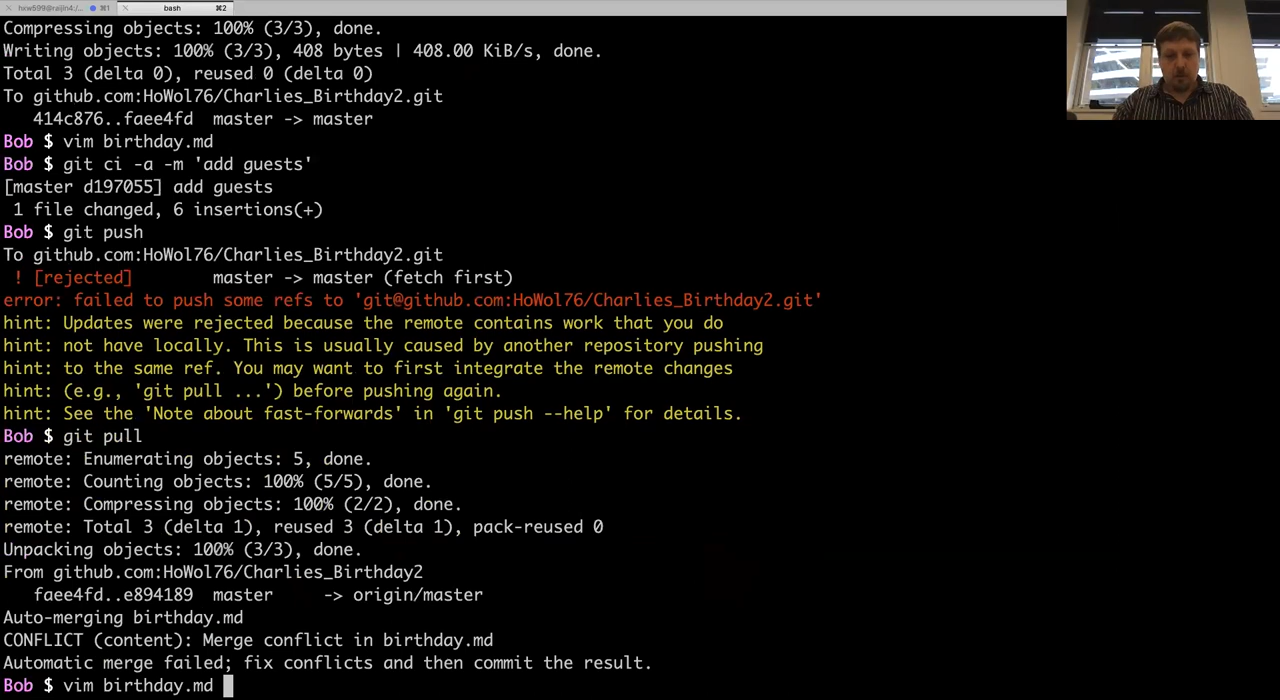 hxw599@raijin4:/... ⌘1 bash ⌘2
Compressing objects: 100% (3/3), done.
Writing objects: 100% (3/3), 408 bytes | 408.00 KiB/s, done.
Total 3 (delta 0), reused 0 (delta 0)
To github.com:HoWol76/Charlies_Birthday2.git
414c876..faee4fd master -> master
Bob $ vim birthday.md
Bob $ git ci -a -m 'add guests'
[master d197055] add guests
1 file changed, 6 insertions(+)
Bob $ git push
To github.com:HoWol76/Charlies_Birthday2.git
! [rejected] master -> master (fetch first)
error: failed to push some refs to 'git@github.com:HoWol76/Charlies_Birthday2.git'
hint: Updates were rejected because the remote contains work that you do
hint: not have locally. This is usually caused by another repository pushing
hint: to the same ref. You may want to first integrate the remote changes
hint: (e.g., 'git pull ...') before pushing again.
hint: See the 'Note about fast-forwards' in 'git push --help' for details.
Bob $ git pull
remote: Enumerating objects: 5, done.
remote: Counting objects: 100% (5/5), done.
remote: Compressing objects: 100% (2/2), done.
remote: Total 3 (delta 1), reused 3 (delta 1), pack-reused 0
Unpacking objects: 100% (3/3), done.
From github.com:HoWol76/Charlies_Birthday2
faee4fd..e894189 master -> origin/master
Auto-merging birthday.md
CONFLICT (content): Merge conflict in birthday.md
Automatic merge failed; fix conflicts and then commit the result.
Bob $ vim birthday.md